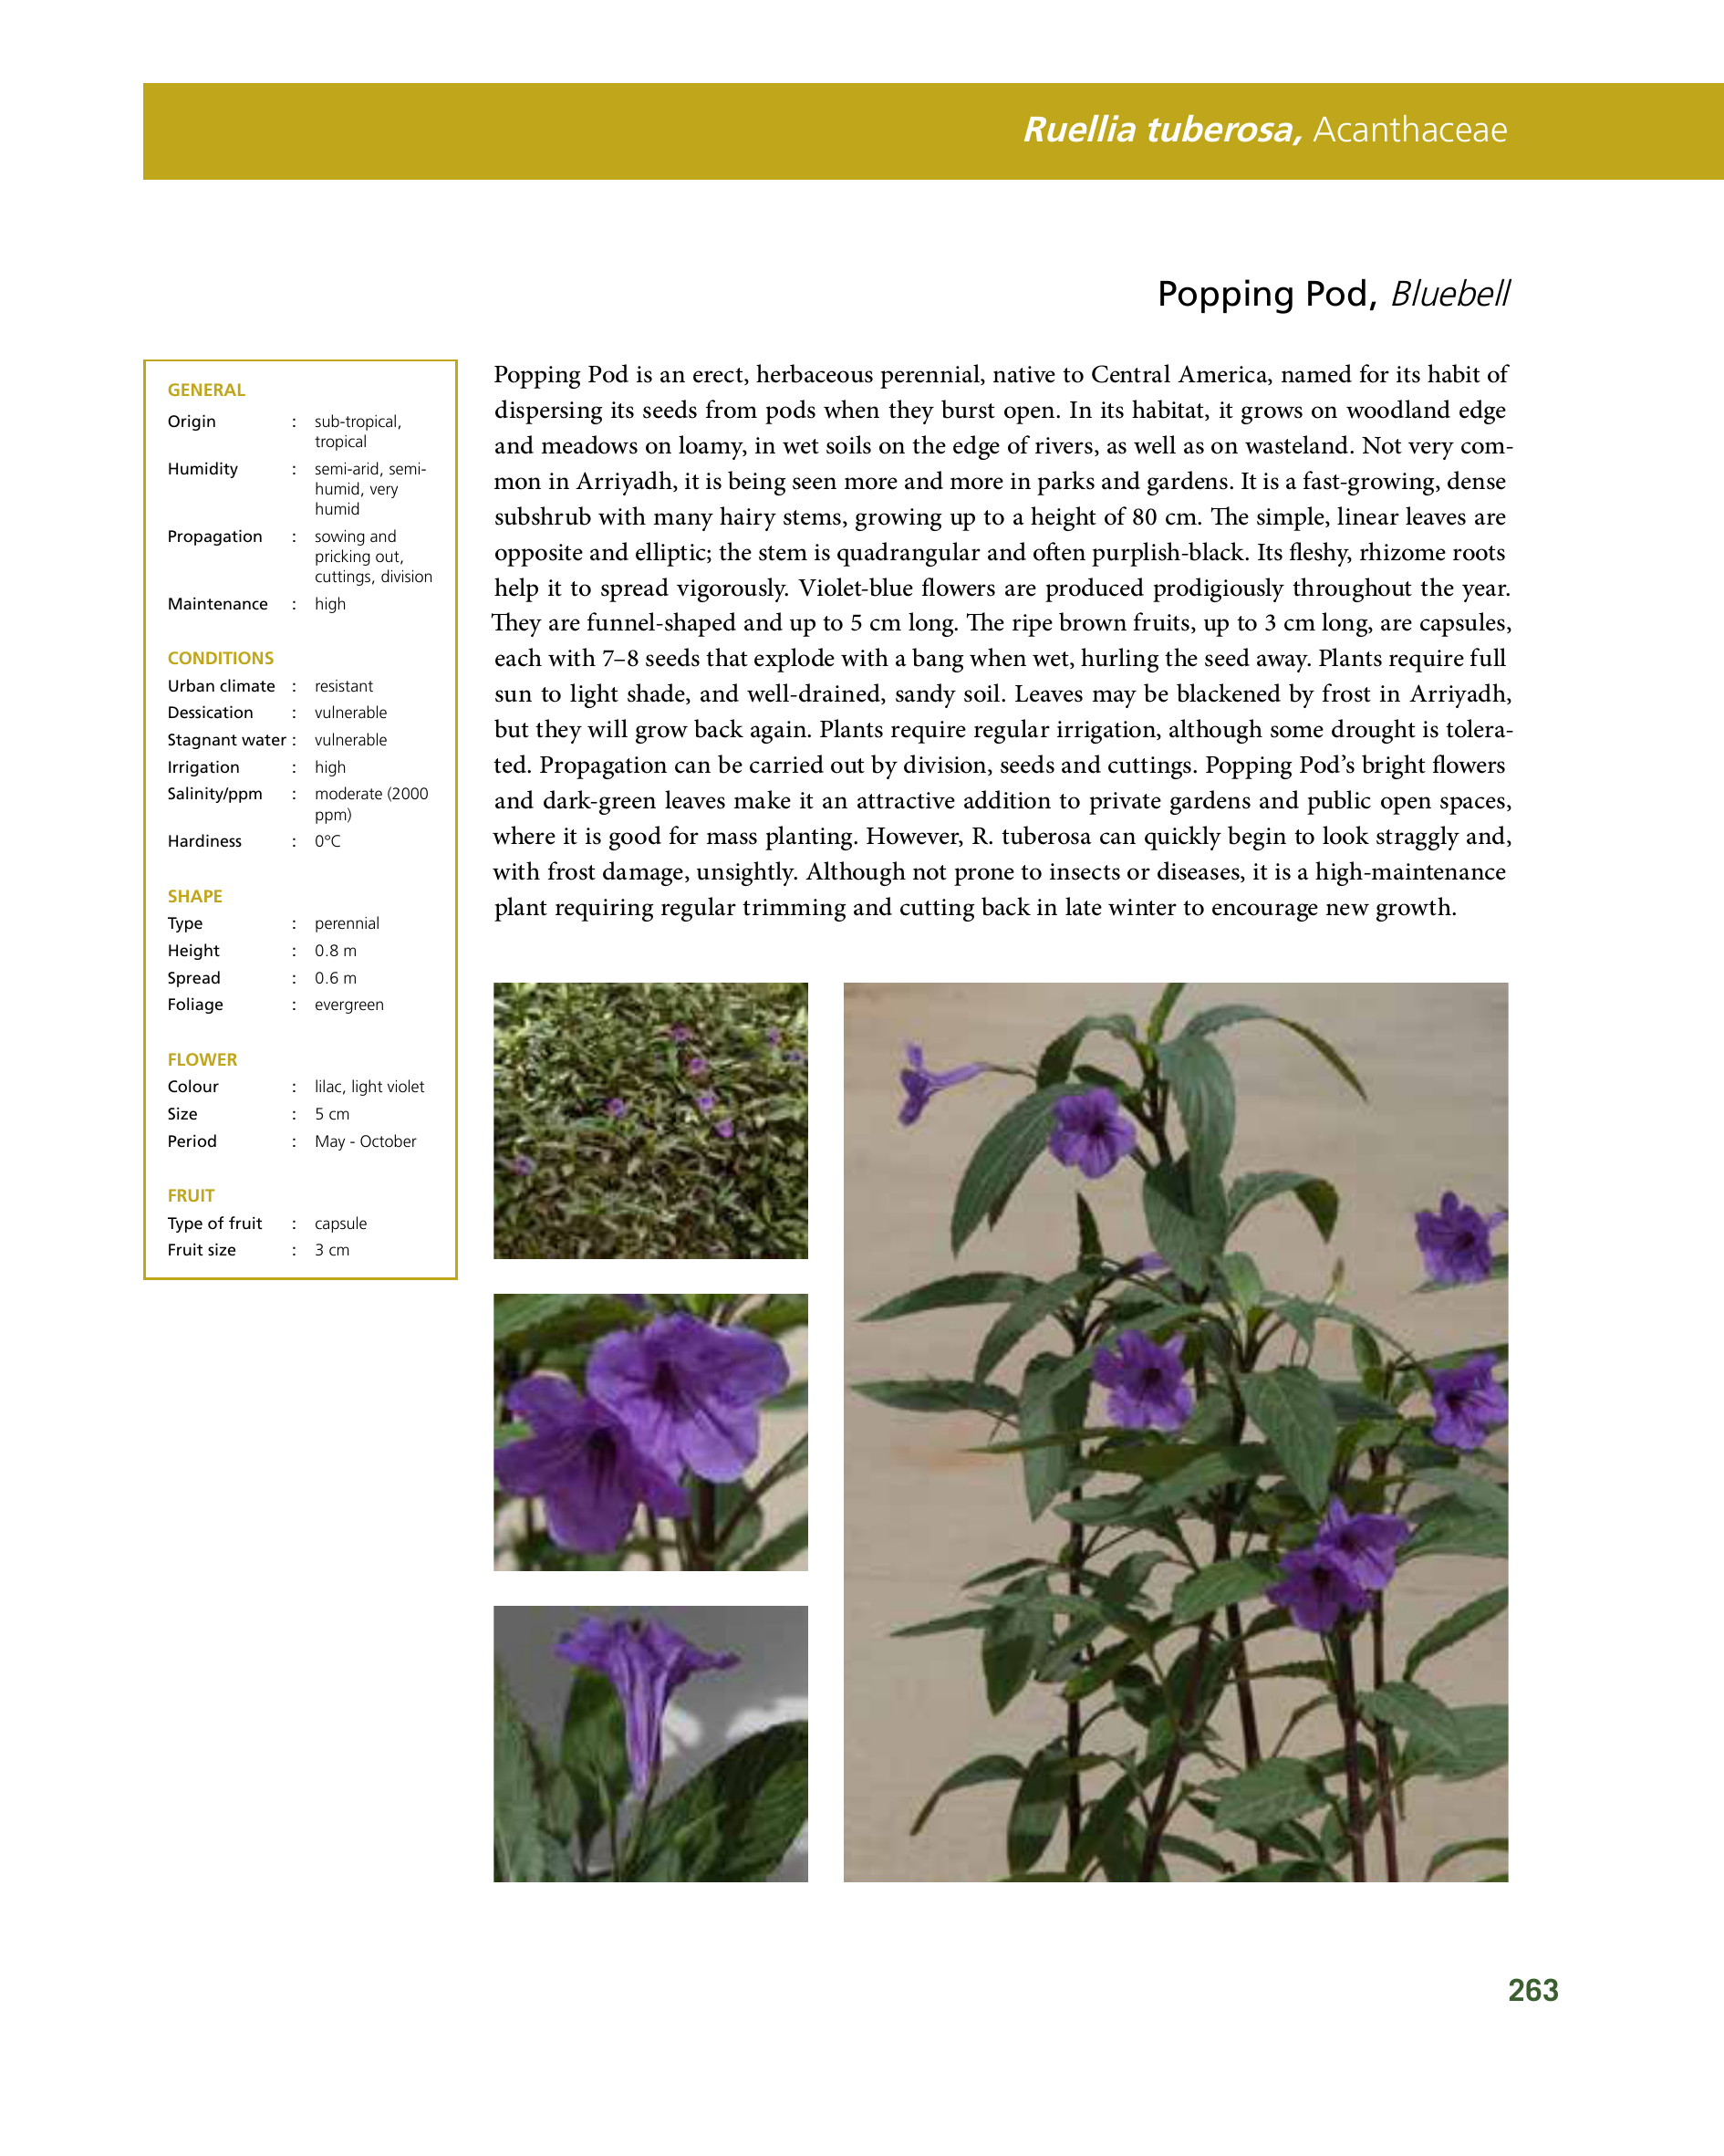 Ruellia tuberosa, Acanthaceae
Popping Pod, Bluebell
GENERAL
Origin : sub-tropical,
tropical
Humidity : semi-arid, semi-
humid, very
humid
Propagation : sowing and
pricking out,
cuttings, division
Maintenance : high
CONDITIONS
Urban climate : resistant
Dessication : vulnerable
Stagnant water : vulnerable
Irrigation : high
Salinity/ppm : moderate (2000
ppm)
Hardiness : 0°C
SHAPE
Type : perennial
Height : 0.8 m
Spread : 0.6 m
Foliage : evergreen
FLOWER
Colour : lilac, light violet
Size : 5 cm
Period : May - October
FRUIT
Type of fruit : capsule
Fruit size : 3 cm
Popping Pod is an erect, herbaceous perennial, native to Central America, named for its habit of
dispersing its seeds from pods when they burst open. In its habitat, it grows on woodland edge
and meadows on loamy, in wet soils on the edge of rivers, as well as on wasteland. Not very com-
mon in Arriyadh, it is being seen more and more in parks and gardens. It is a fast-growing, dense
subshrub with many hairy stems, growing up to a height of 80 cm. The simple, linear leaves are
opposite and elliptic; the stem is quadrangular and often purplish-black. Its fleshy, rhizome roots
help it to spread vigorously. Violet-blue flowers are produced prodigiously throughout the year.
They are funnel-shaped and up to 5 cm long. The ripe brown fruits, up to 3 cm long, are capsules,
each with 7–8 seeds that explode with a bang when wet, hurling the seed away. Plants require full
sun to light shade, and well-drained, sandy soil. Leaves may be blackened by frost in Arriyadh,
but they will grow back again. Plants require regular irrigation, although some drought is tolera-
ted. Propagation can be carried out by division, seeds and cuttings. Popping Pod’s bright flowers
and dark-green leaves make it an attractive addition to private gardens and public open spaces,
where it is good for mass planting. However, R. tuberosa can quickly begin to look straggly and,
with frost damage, unsightly. Although not prone to insects or diseases, it is a high-maintenance
plant requiring regular trimming and cutting back in late winter to encourage new growth.
263